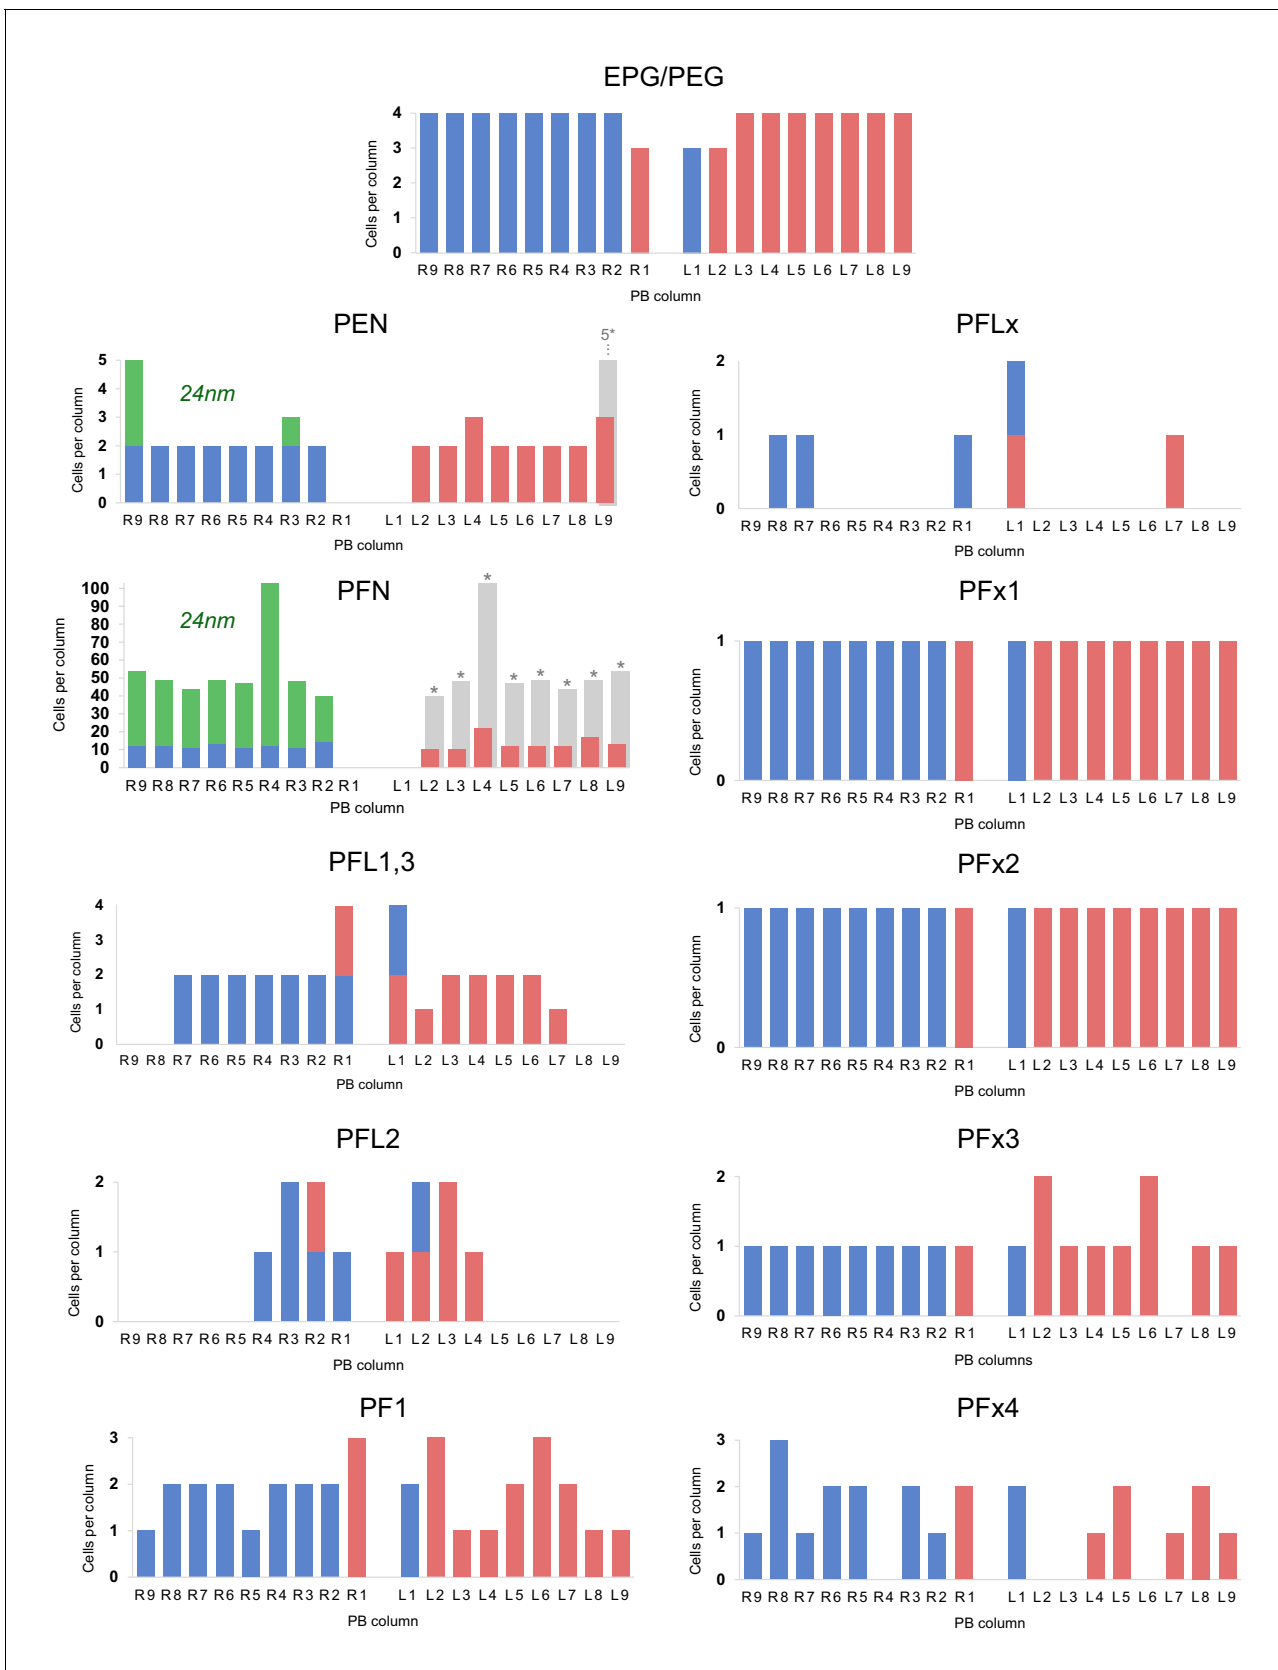 EPG/PEG
4
3
2
1
0
Cells per column
R9 R8 R7 R6 R5 R4 R3 R2 R1 L1 L2 L3 L4 L5 L6 L7 L8 L9
PB column
PEN
5*
5
4
3
2
1
0
Cells per column
24nm
R9 R8 R7 R6 R5 R4 R3 R2 R1 L1 L2 L3 L4 L5 L6 L7 L8 L9
PB column
PFLx
2
1
0
Cells per column
R9 R8 R7 R6 R5 R4 R3 R2 R1 L1 L2 L3 L4 L5 L6 L7 L8 L9
PB column
PFN
100
90
80
70
60
50
40
30
20
10
0
Cells per column
24nm
* * * * * * * *
R9 R8 R7 R6 R5 R4 R3 R2 R1 L1 L2 L3 L4 L5 L6 L7 L8 L9
PB column
PFx1
1
0
Cells per column
R9 R8 R7 R6 R5 R4 R3 R2 R1 L1 L2 L3 L4 L5 L6 L7 L8 L9
PB column
PFL1,3
4
3
2
1
0
Cells per column
R9 R8 R7 R6 R5 R4 R3 R2 R1 L1 L2 L3 L4 L5 L6 L7 L8 L9
PB column
PFx2
1
0
Cells per column
R9 R8 R7 R6 R5 R4 R3 R2 R1 L1 L2 L3 L4 L5 L6 L7 L8 L9
PB column
PFL2
2
1
0
Cells per column
R9 R8 R7 R6 R5 R4 R3 R2 R1 L1 L2 L3 L4 L5 L6 L7 L8 L9
PB column
PFx3
2
1
0
Cells per column
R9 R8 R7 R6 R5 R4 R3 R2 R1 L1 L2 L3 L4 L5 L6 L7 L8 L9
PB columns
PF1
3
2
1
0
Cells per column
R9 R8 R7 R6 R5 R4 R3 R2 R1 L1 L2 L3 L4 L5 L6 L7 L8 L9
PB column
PFx4
3
2
1
0
Cells per column
R9 R8 R7 R6 R5 R4 R3 R2 R1 L1 L2 L3 L4 L5 L6 L7 L8 L9
PB column